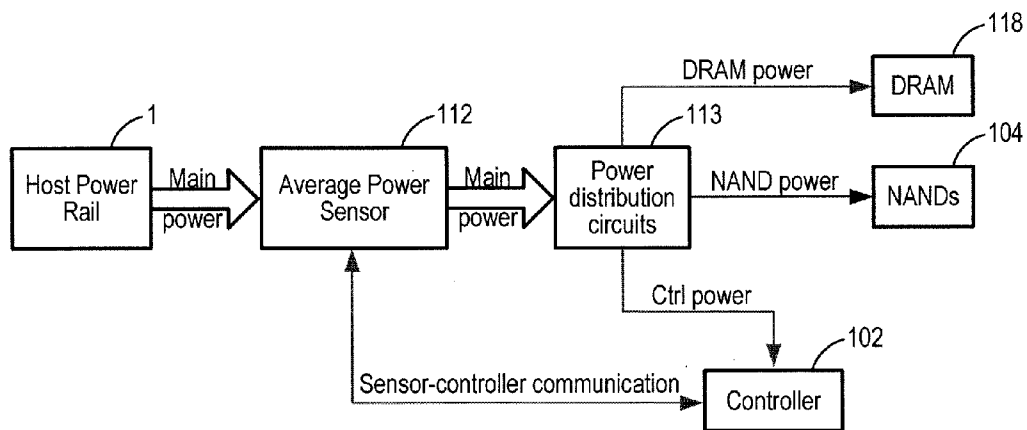 118
DRAM power
DRAM
1
112
113
104
Host Power
Rail
Main
power
Average Power
Sensor
Main
power
Power
distribution
circuits
NAND power
NANDs
Ctrl power
102
Sensor-controller communication
Controller